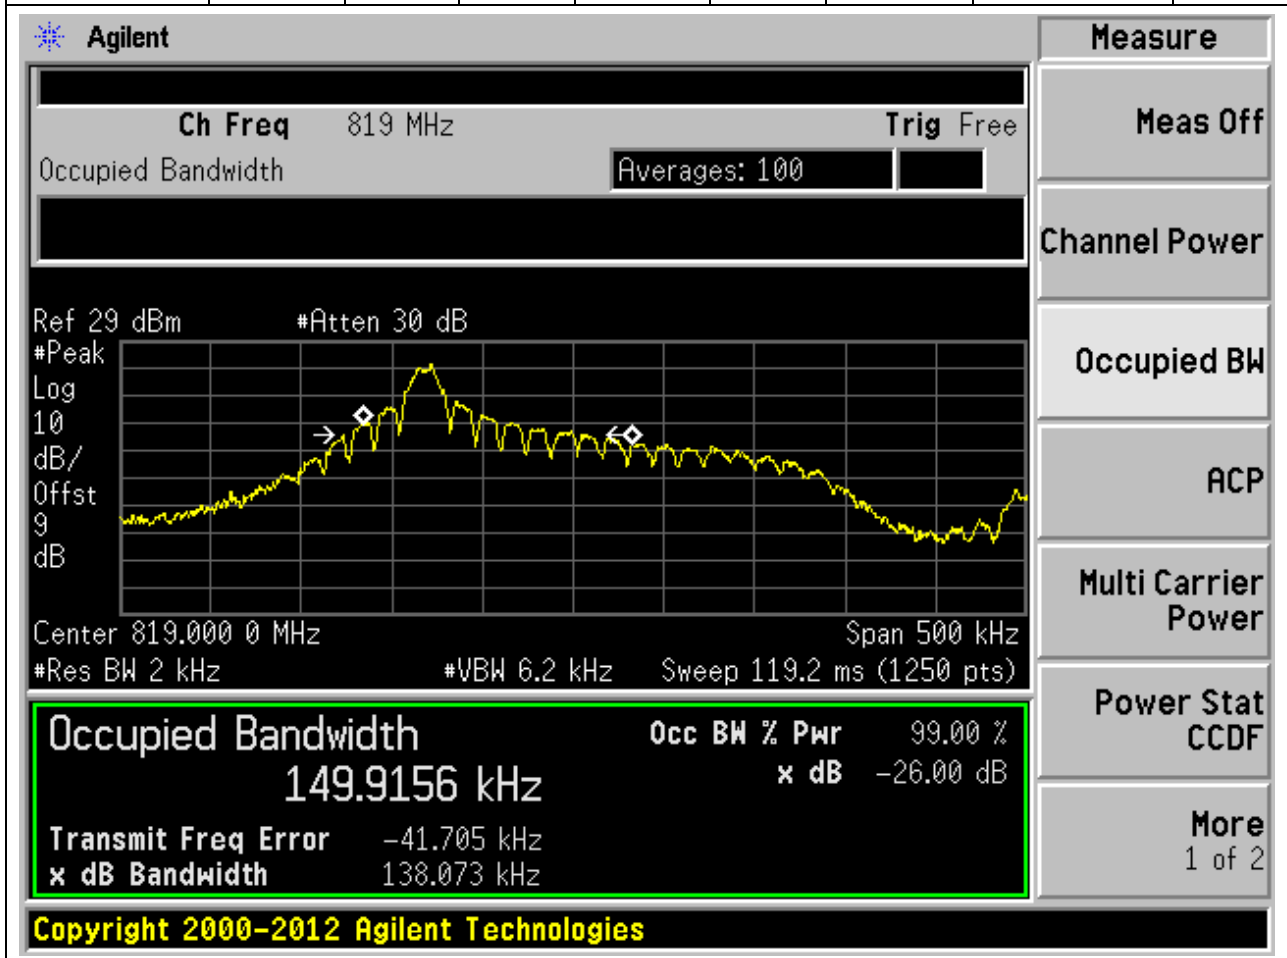 Agilent
Measure
Ch Freq 819 MHz Trig Free
Occupied Bandwidth
Averages: 100
Meas Off
Channel Power
Occupied BW
ACP
Multi Carrier
Power
Power Stat
CCDF
More
1 of 2
Ref 29 dBm #Atten 30 dB
#Peak
Log
10
dB/
Offst
9
dB
Center 819.000 0 MHz Span 500 kHz
#Res BW 2 kHz #VBW 6.2 kHz Sweep 119.2 ms (1250 pts)
Occupied Bandwidth
149.9156 kHz
Occ BW % Pwr 99.00 %
x dB -26.00 dB
Transmit Freq Error -41.705 kHz
x dB Bandwidth 138.073 kHz
Copyright 2000-2012 Agilent Technologies